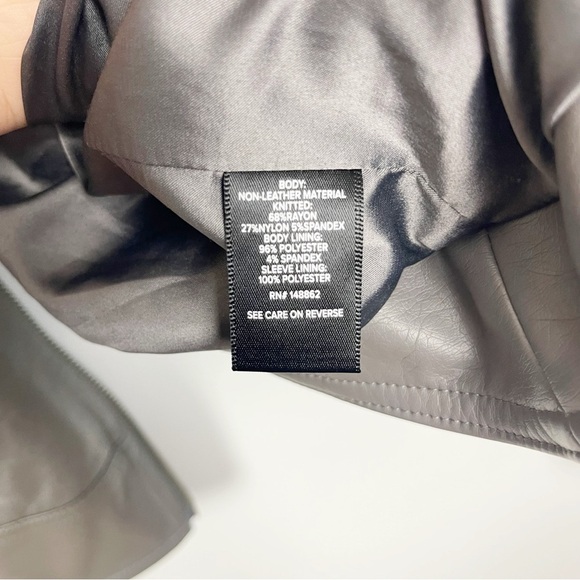 BODY:
NON-LEATHER MATERIAL
KNITTED:
68%RAYON
27%NYLON 5%SPANDEX
BODY LINING:
96% POLYESTER
4% SPANDEX
SLEEVE LINING:
100% POLYESTER
RN# 148862
SEE CARE ON REVERSE